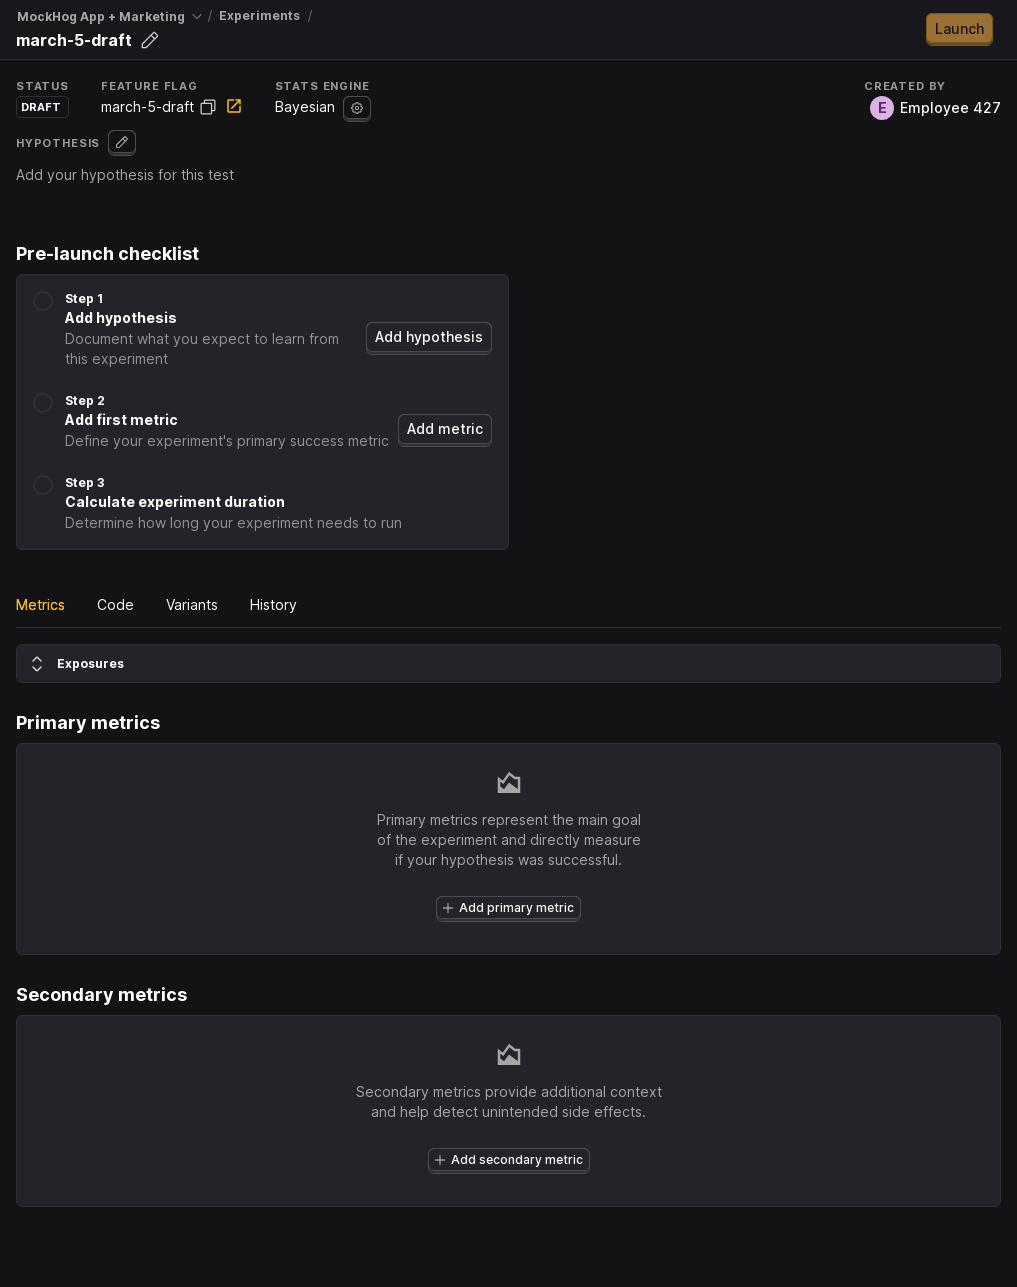 MockHog App + Marketing / Experiments /
march-5-draft
Launch
STATUS
DRAFT
FEATURE FLAG
march-5-draft
STATS ENGINE
Bayesian
CREATED BY
E Employee 427
HYPOTHESIS
Add your hypothesis for this test
Pre-launch checklist
Step 1
Add hypothesis
Document what you expect to learn from
this experiment
Add hypothesis
Step 2
Add first metric
Define your experiment's primary success metric
Add metric
Step 3
Calculate experiment duration
Determine how long your experiment needs to run
Metrics Code Variants History
Exposures
Primary metrics
Primary metrics represent the main goal
of the experiment and directly measure
if your hypothesis was successful.
Add primary metric
Secondary metrics
Secondary metrics provide additional context
and help detect unintended side effects.
Add secondary metric